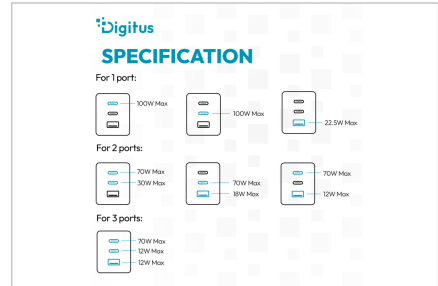 Digitus
SPECIFICATION
For 1 port:
100W Max
100W Max
22.5W Max
For 2 ports:
70W Max
30W Max
70W Max
18W Max
70W Max
12W Max
For 3 ports:
70W Max
12W Max
12W Max